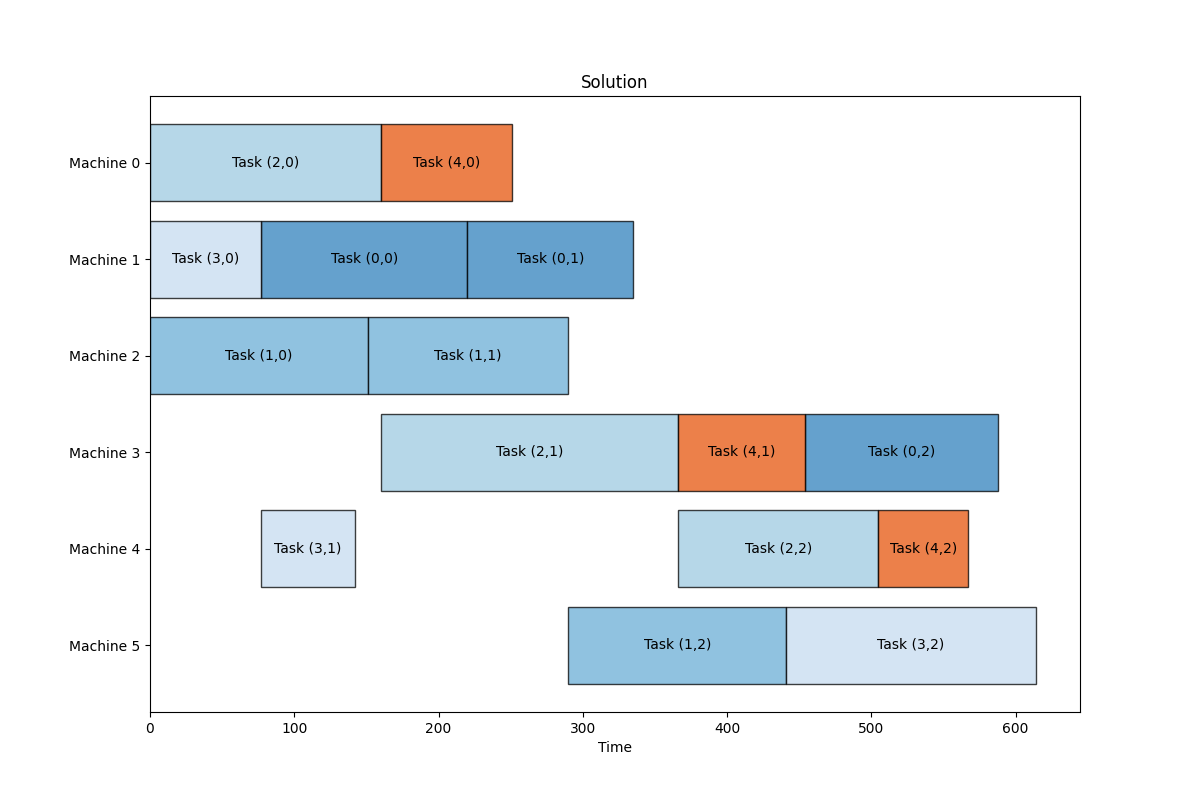 Solution
Machine 0
Task (2,0)
Task (4,0)
Machine 1
Task (3,0)
Task (0,0)
Task (0,1)
Machine 2
Task (1,0)
Task (1,1)
Machine 3
Task (2,1)
Task (4,1)
Task (0,2)
Machine 4
Task (3,1)
Task (2,2)
Task (4,2)
Machine 5
Task (1,2)
Task (3,2)
0 100 200 300 400 500 600
Time